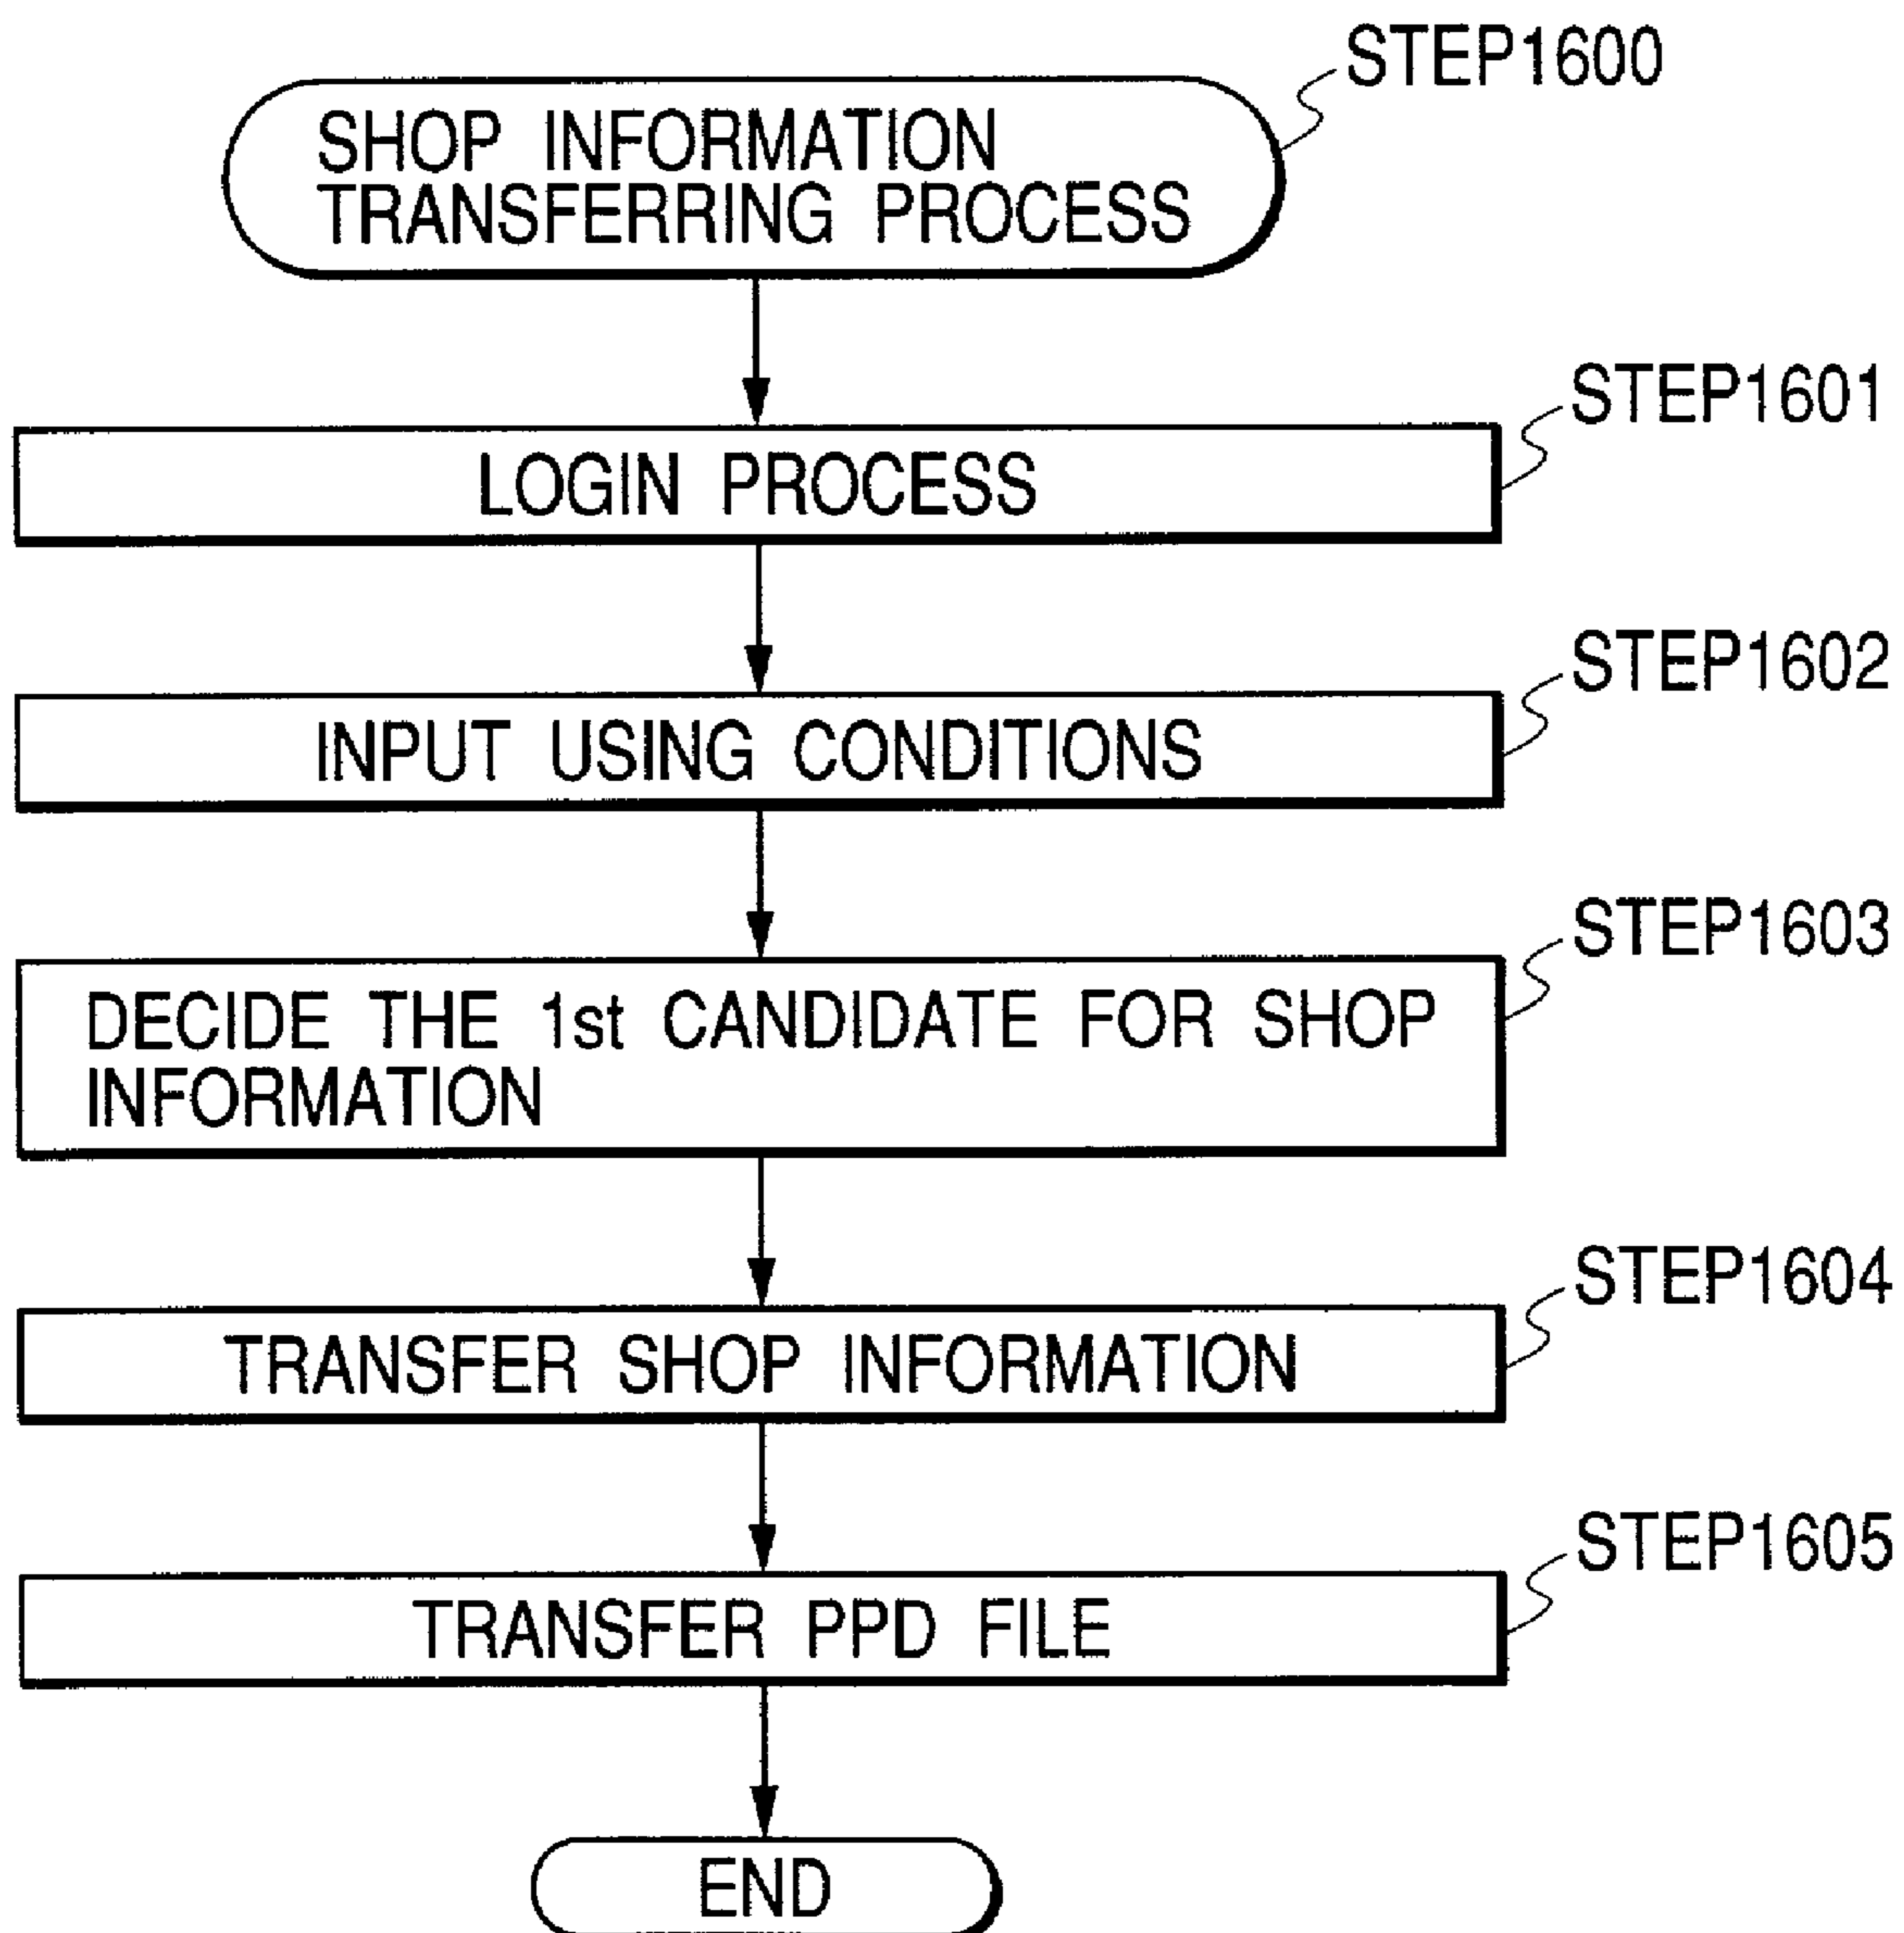 STEP1600
SHOP INFORMATION
TRANSFERRING PROCESS
STEP1601
LOGIN PROCESS
STEP1602
INPUT USING CONDITIONS
STEP1603
DECIDE THE 1st CANDIDATE FOR SHOP
INFORMATION
STEP1604
TRANSFER SHOP INFORMATION
STEP1605
TRANSFER PPD FILE
END